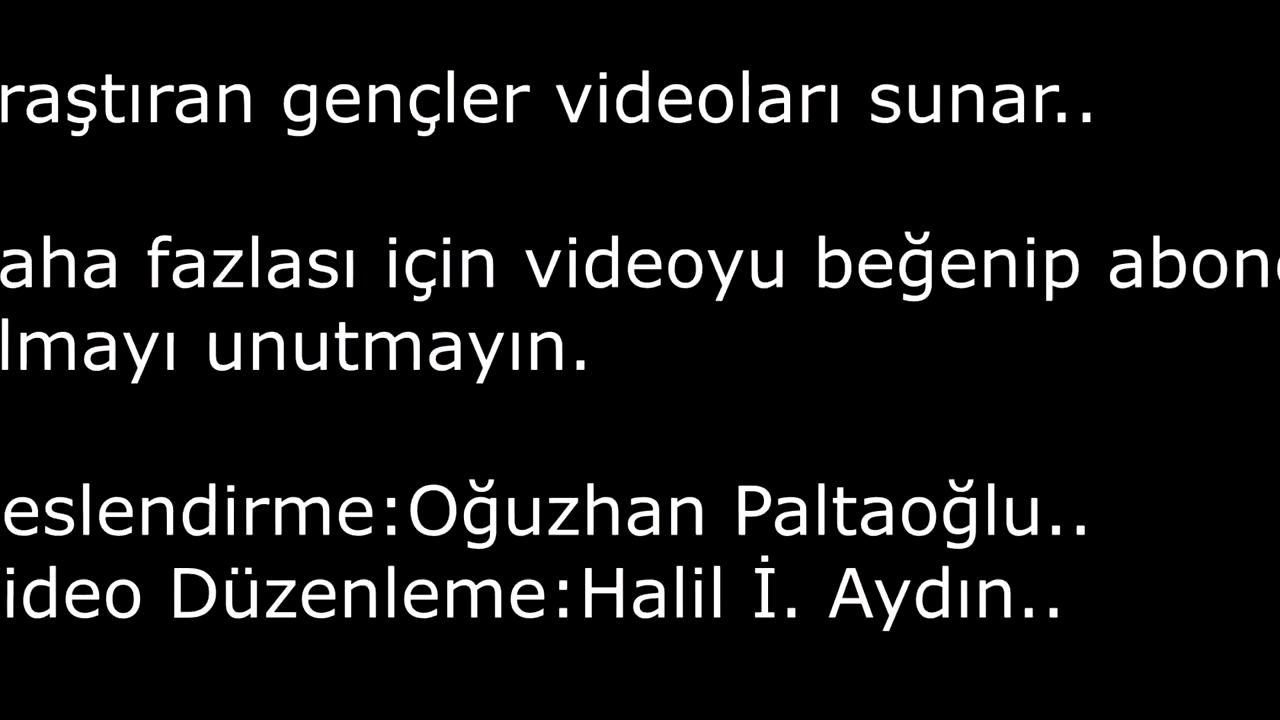 raştıran gençler videoları sunar..
aha fazlası için videoyu beğenip abon
lmayı unutmayın.
eslendirme:Oğuzhan Paltaoğlu..
ideo Düzenleme:Halil İ. Aydın..